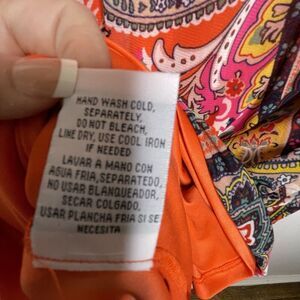 HAND WASH COLD,
SEPARATELY,
DO NOT BLEACH,
LINE DRY, USE COOL IRON
IF NEEDED
LAVAR A MANO CON
AGUA FRIA, SEPARATEDO,
NO USAR BLANQUEADOR,
SECAR COLGADO,
USAR PLANCHA FRIA SI SE
NECESITA